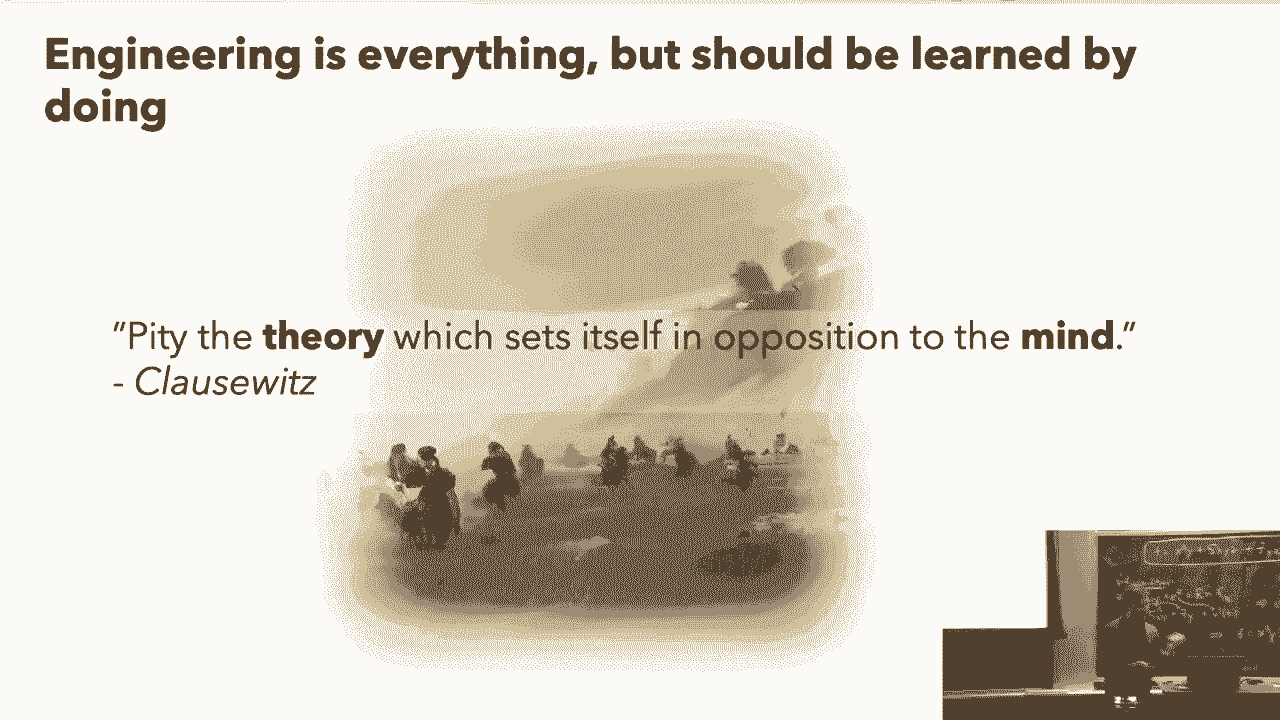 Engineering is everything, but should be learned by
doing
"Pity the theory which sets itself in opposition to the mind."
- Clausewitz